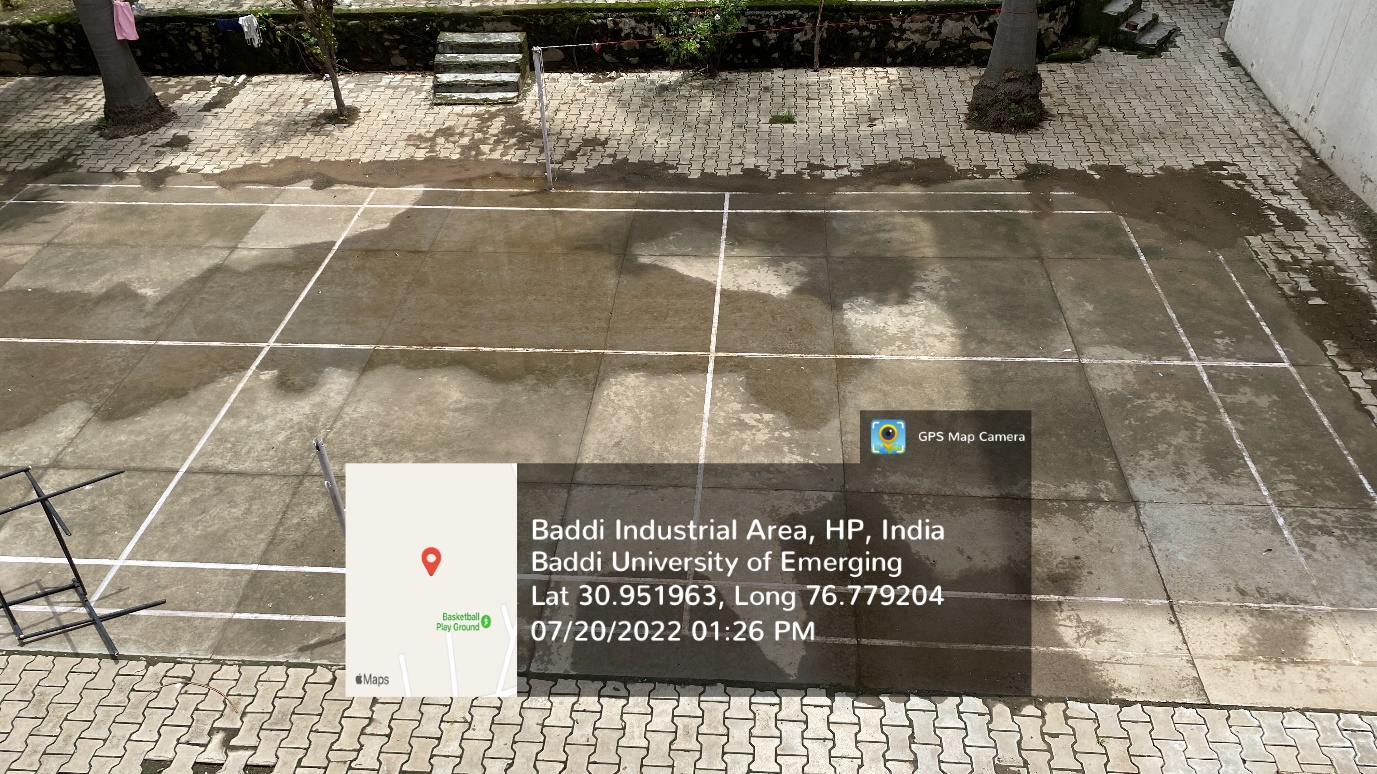 GPS Map Camera
Baddi Industrial Area, HP, India
Baddi University of Emerging
Lat 30.951963, Long 76.779204
07/20/2022 01:26 PM
Basketball
Play Ground
Maps